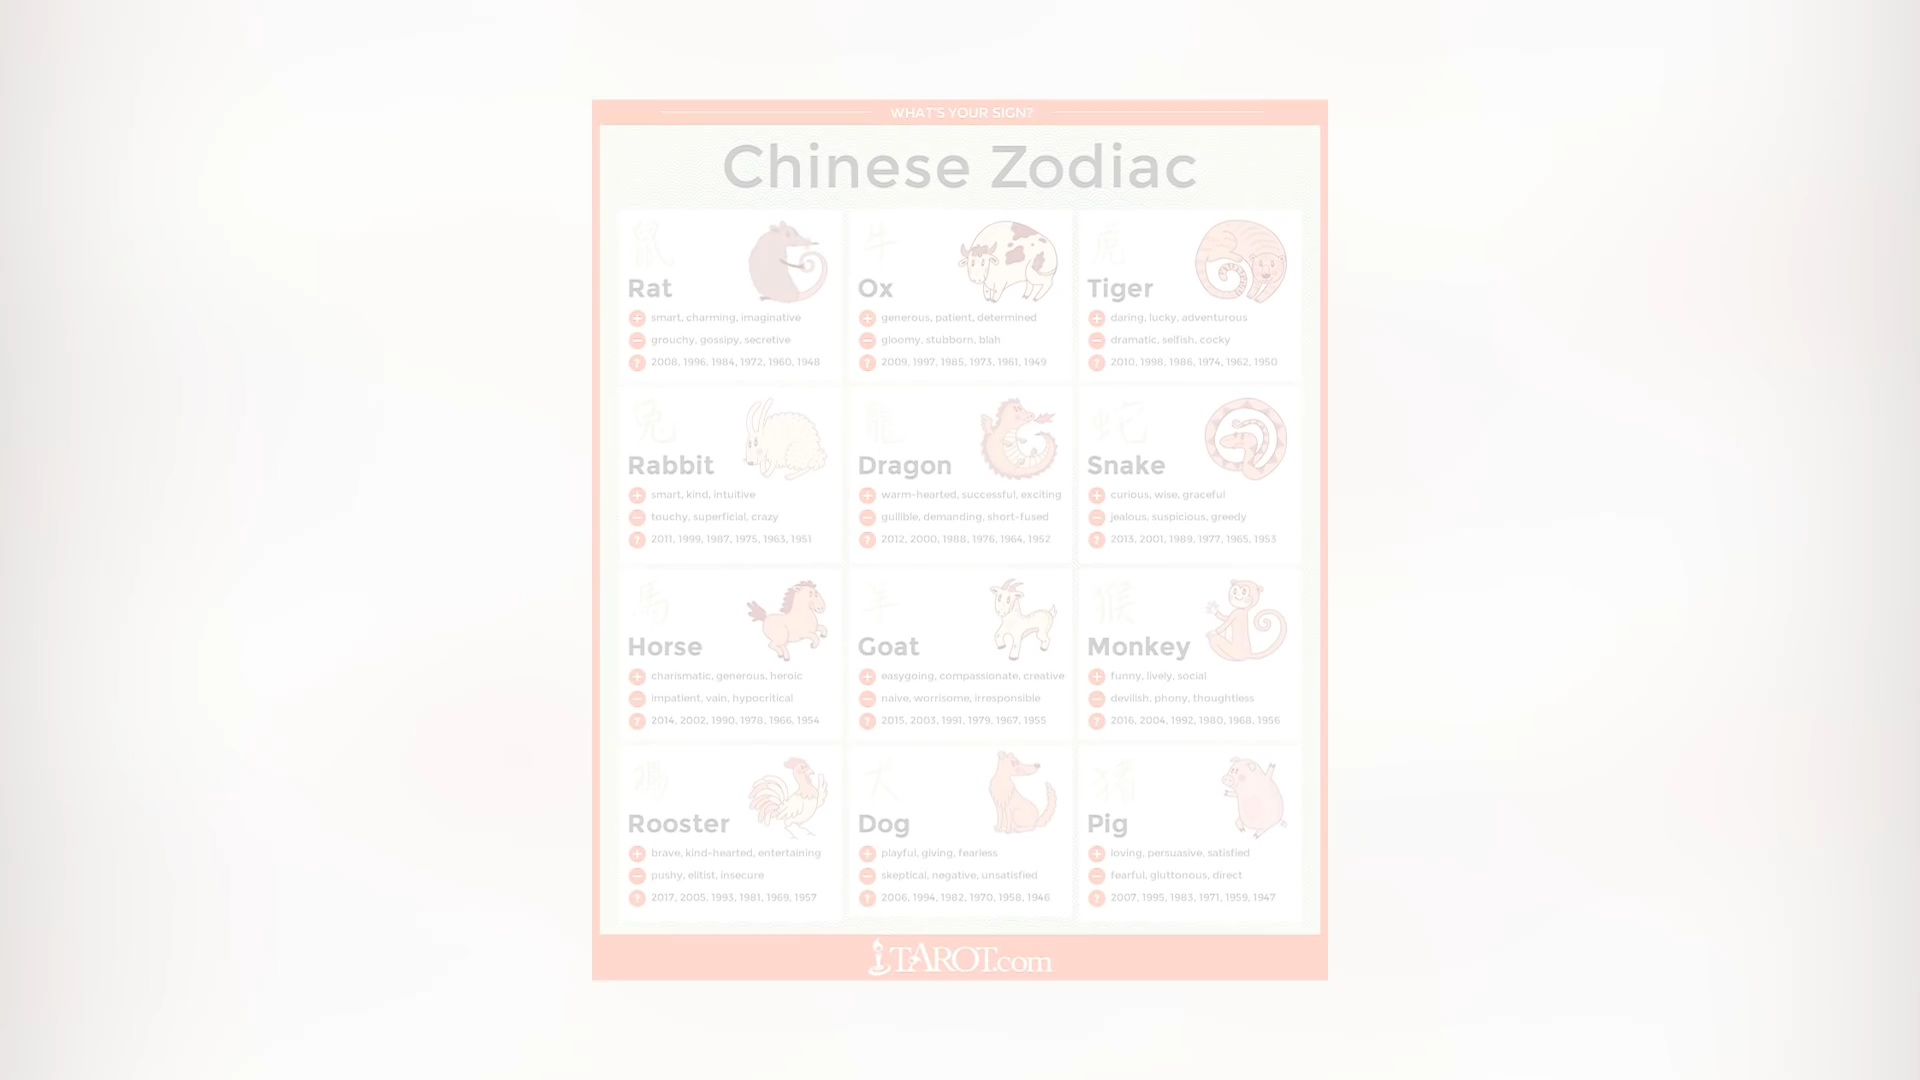 WHAT'S YOUR SIGN?
Chinese Zodiac
鼠
Rat
+ smart, charming, imaginative
– grouchy, gossipy, secretive
? 2008, 1996, 1984, 1972, 1960, 1948
牛
Ox
+ generous, patient, determined
– gloomy, stubborn, blah
? 2009, 1997, 1985, 1973, 1961, 1949
虎
Tiger
+ daring, lucky, adventurous
– dramatic, selfish, cocky
? 2010, 1998, 1986, 1974, 1962, 1950
兔
Rabbit
+ smart, kind, intuitive
– touchy, superficial, crazy
? 2011, 1999, 1987, 1975, 1963, 1951
龍
Dragon
+ warm-hearted, successful, exciting
– gullible, demanding, short-fused
? 2012, 2000, 1988, 1976, 1964, 1952
蛇
Snake
+ curious, wise, graceful
– jealous, suspicious, greedy
? 2013, 2001, 1989, 1977, 1965, 1953
馬
Horse
+ charismatic, generous, heroic
– impatient, vain, hypocritical
? 2014, 2002, 1990, 1978, 1966, 1954
羊
Goat
+ easygoing, compassionate, creative
– naive, worrisome, irresponsible
? 2015, 2003, 1991, 1979, 1967, 1955
猴
Monkey
+ funny, lively, social
– devilish, phony, thoughtless
? 2016, 2004, 1992, 1980, 1968, 1956
Rooster
+ brave, kind-hearted, entertaining
– pushy, elitist, insecure
? 2017, 2005, 1993, 1981, 1969, 1957
犬
Dog
+ playful, giving, fearless
– skeptical, negative, unsatisfied
? 2006, 1994, 1982, 1970, 1958, 1946
猪
Pig
+ loving, persuasive, satisfied
– fearful, gluttonous, direct
? 2007, 1995, 1983, 1971, 1959, 1947
TAROT.com